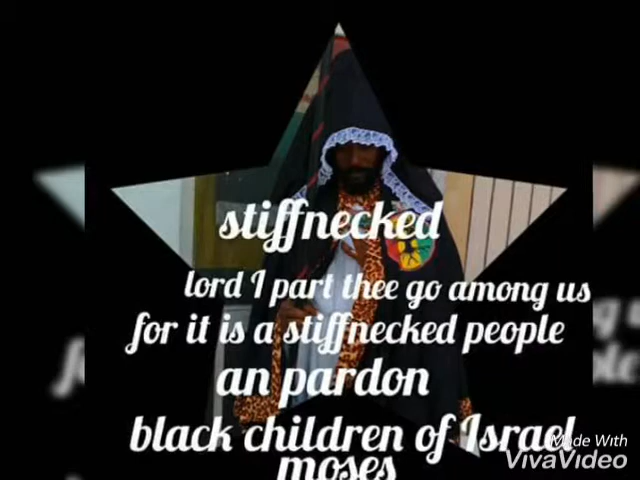 stiffnecked
lord I part thee go among us
for it is a stiffnecked people
an pardon
black children of Israel
moses
Made With
VivaVideo